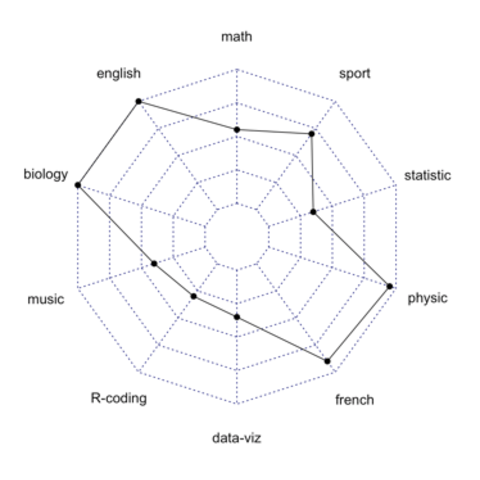 math
english
sport
biology
statistic
music
physic
R-coding
french
data-viz